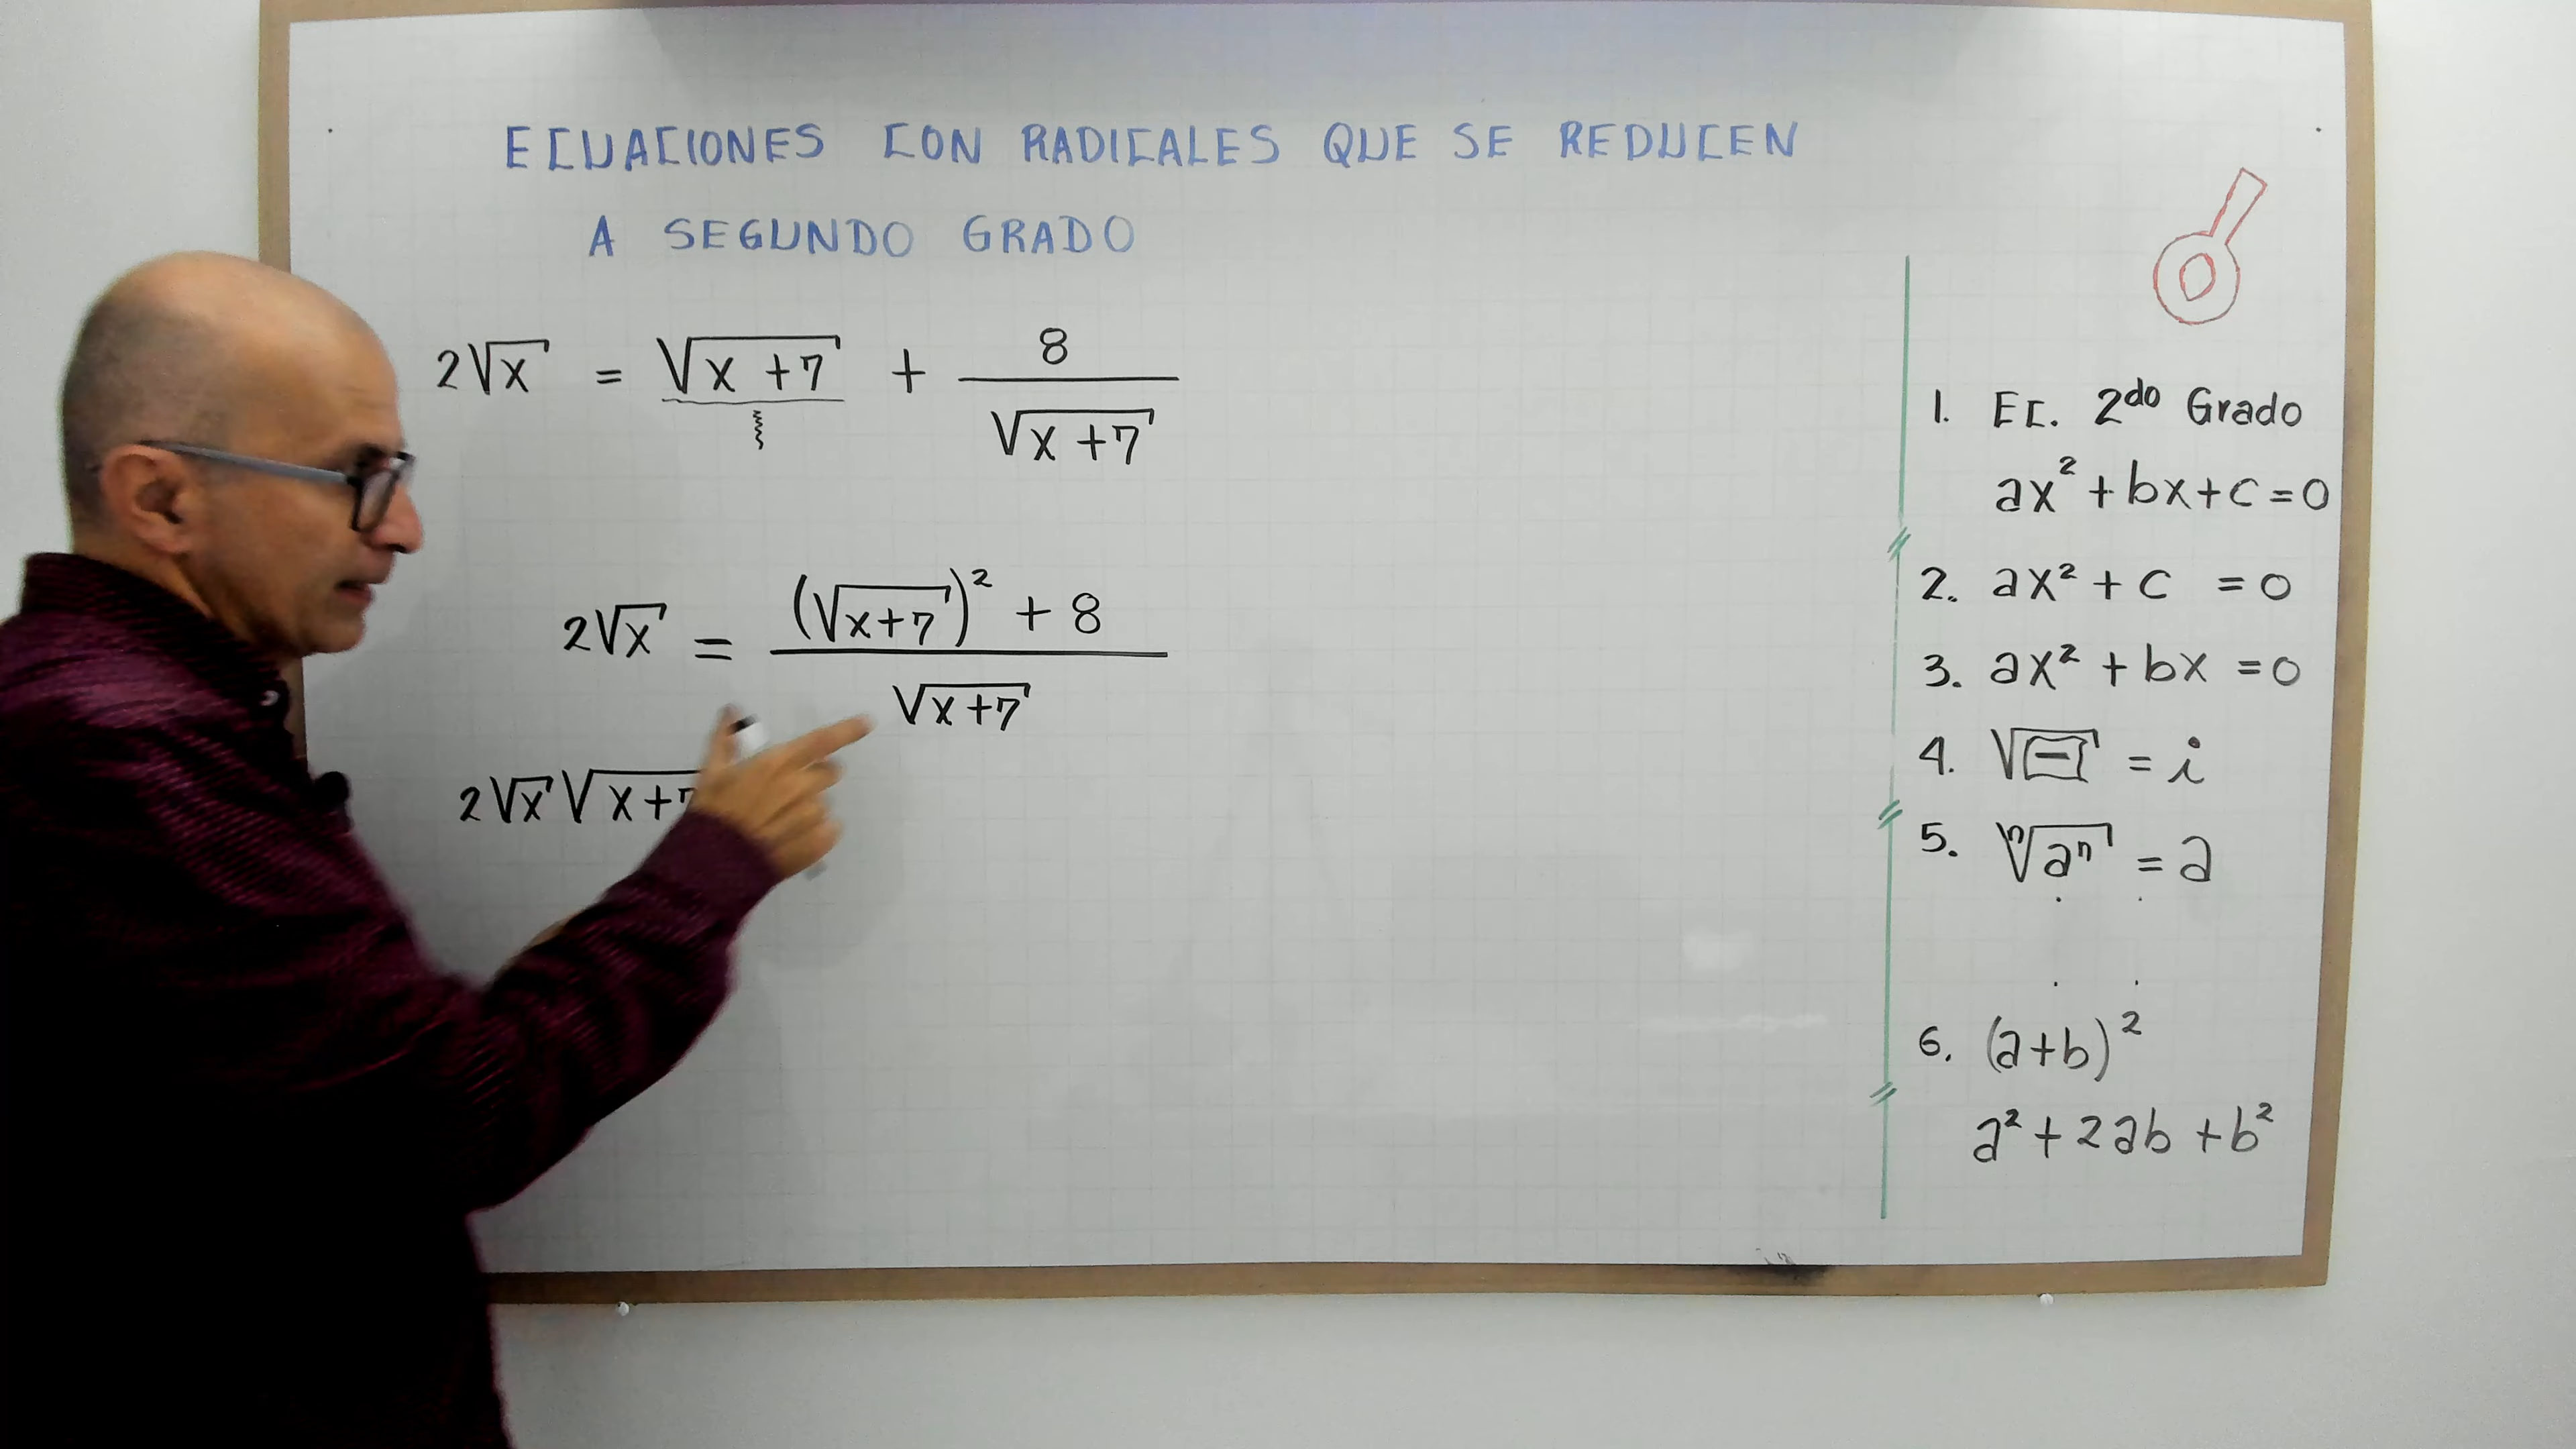 ECUACIONES CON RADICALES QUE SE REDUCEN
A SEGUNDO GRADO
2√x = √(x+7) + 8/√(x+7)
2√x = ((√(x+7))² + 8)/√(x+7)
2√x √(x+7
1. EC. 2do Grado
ax² + bx + c = 0
2. ax² + c = 0
3. ax² + bx = 0
4. √(−) = i
5. ⁿ√(aⁿ) = a
6. (a+b)²
a² + 2ab + b²